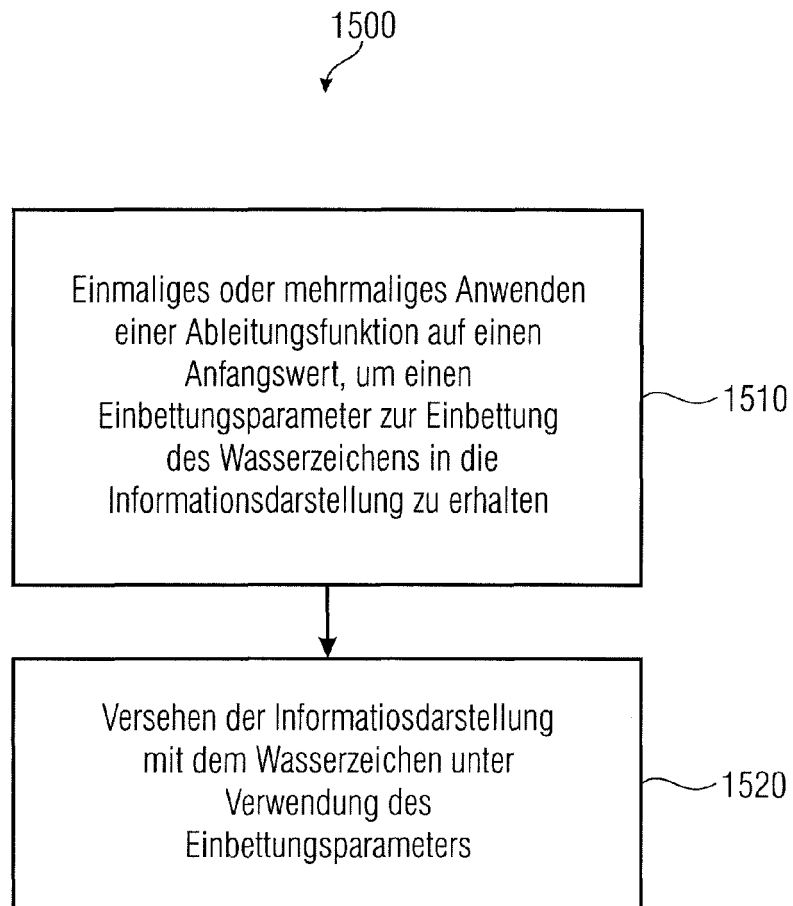 1500
Einmaliges oder mehrmaliges Anwenden
einer Ableitungsfunktion auf einen
Anfangswert, um einen
Einbettungsparameter zur Einbettung
des Wasserzeichens in die
Informationsdarstellung zu erhalten
1510
Versehen der Informatiosdarstellung
mit dem Wasserzeichen unter
Verwendung des
Einbettungsparameters
1520